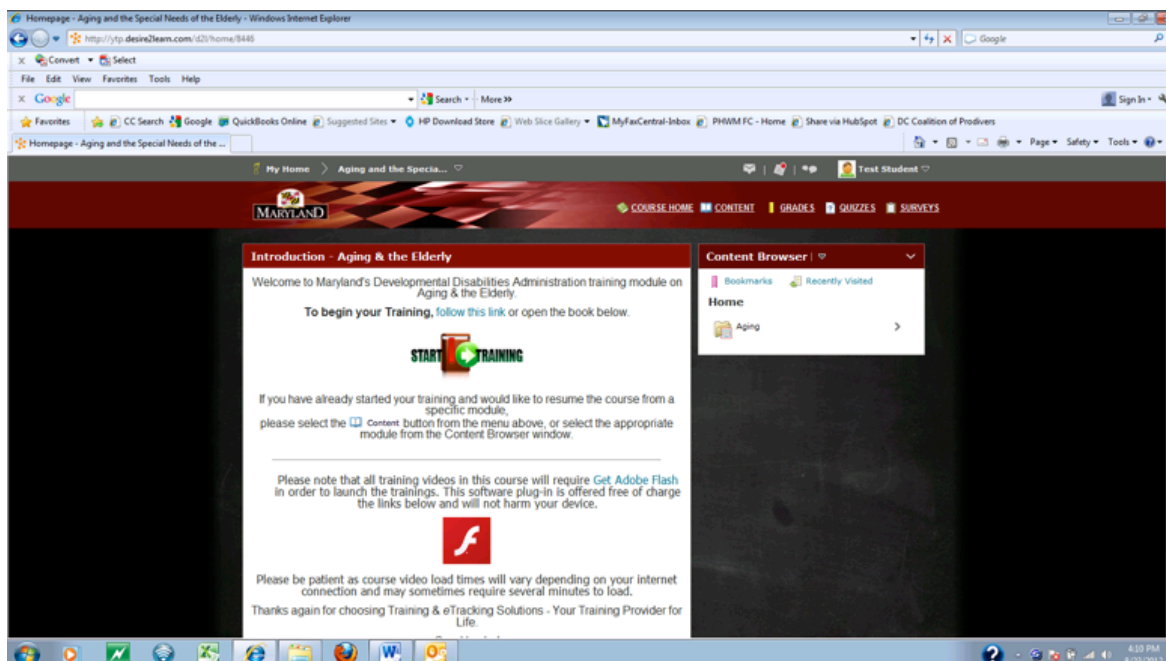 Homepage - Aging and the Special Needs of the Elderly - Windows Internet Explorer
http://ytp.desire2learn.com/d2l/home/8446
Google
x Convert Select
File Edit View Favorites Tools Help
x Google Search More » Sign In
Favorites CC Search Google QuickBooks Online Suggested Sites HP Download Store Web Slice Gallery MyFaxCentral-Inbox PHWM FC - Home Share via HubSpot DC Coalition of Prodivers
Homepage - Aging and the Special Needs of the ... Page Safety Tools
My Home Aging and the Specia... Test Student
MARYLAND COURSE HOME CONTENT GRADES QUIZZES SURVEYS
Introduction - Aging & the Elderly
Welcome to Maryland's Developmental Disabilities Administration training module on
Aging & the Elderly.
To begin your Training, follow this link or open the book below.
START TRAINING
If you have already started your training and would like to resume the course from a
specific module,
please select the Content button from the menu above, or select the appropriate
module from the Content Browser window.
Please note that all training videos in this course will require Get Adobe Flash
in order to launch the trainings. This software plug-in is offered free of charge
the links below and will not harm your device.
Please be patient as course video load times will vary depending on your internet
connection and may sometimes require several minutes to load.
Thanks again for choosing Training & eTracking Solutions - Your Training Provider for
Life.
Content Browser
Bookmarks Recently Visited
Home
Aging
4:10 PM